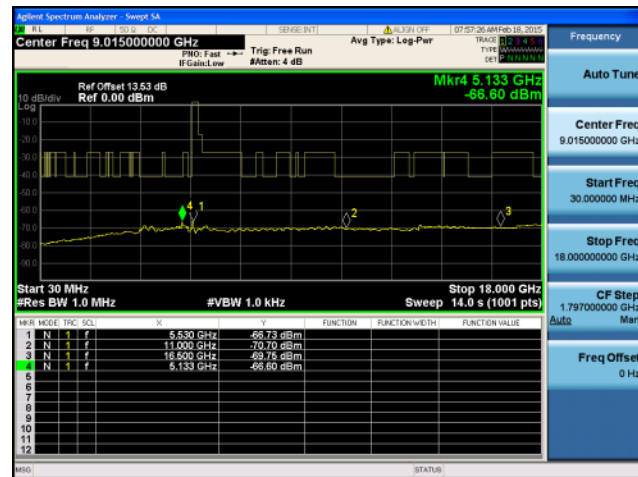 Agilent Spectrum Analyzer - Swept SA
RL RF 50 Ω DC SENSE:INT ALIGN OFF 07:57:26 AM Feb 18, 2015
Center Freq 9.015000000 GHz
PNO: Fast
IFGain:Low
Trig: Free Run
#Atten: 4 dB
Avg Type: Log-Pwr
TRACE 1 2 3 4 5 6
TYPE
DET P N N N N N
Ref Offset 13.53 dB
Ref 0.00 dBm
10 dB/div
Log
Mkr4 5.133 GHz
-66.60 dBm
-10.0
-20.0
-30.0
-40.0
-50.0
-60.0
-70.0
-80.0
-90.0
4 1
2
3
Start 30 MHz
Stop 18.000 GHz
#Res BW 1.0 MHz #VBW 1.0 kHz Sweep 14.0 s (1001 pts)
MKR MODE TRC SCL X Y FUNCTION FUNCTION WIDTH FUNCTION VALUE
1 N 1 f 5.530 GHz -66.73 dBm
2 N 1 f 11.000 GHz -70.70 dBm
3 N 1 f 16.500 GHz -69.75 dBm
4 N 1 f 5.133 GHz -66.60 dBm
5
6
7
8
9
10
11
12
MSG STATUS
Frequency
Auto Tune
Center Freq
9.015000000 GHz
Start Freq
30.000000 MHz
Stop Freq
18.000000000 GHz
CF Step
1.797000000 GHz
Auto Man
Freq Offset
0 Hz